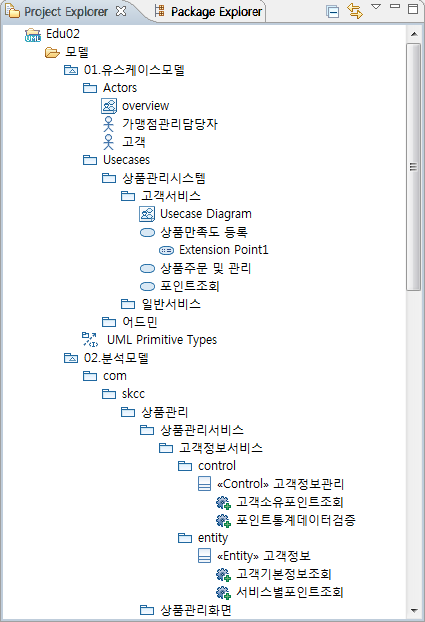 Project Explorer Package Explorer
Edu02
모델
01.유스케이스모델
Actors
overview
가맹점관리담당자
고객
Usecases
상품관리시스템
고객서비스
Usecase Diagram
상품만족도 등록
Extension Point1
상품주문 및 관리
포인트조회
일반서비스
어드민
UML Primitive Types
02.분석모델
com
skcc
상품관리
상품관리서비스
고객정보서비스
control
«Control» 고객정보관리
고객소유포인트조회
포인트통계데이터검증
entity
«Entity» 고객정보
고객기본정보조회
서비스별포인트조회
상품관리화면